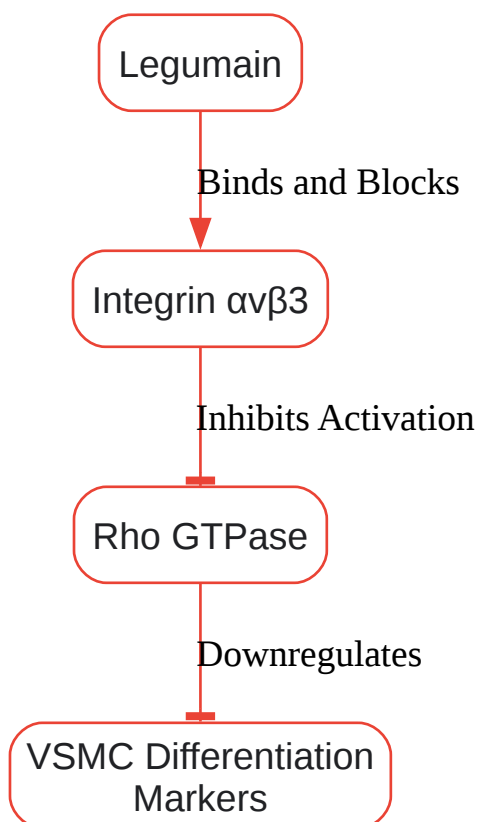 Legumain
Binds and Blocks
Integrin αvβ3
Inhibits Activation
Rho GTPase
Downregulates
VSMC Differentiation
Markers